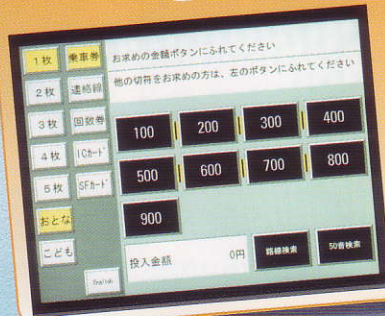 1枚 乗車券 お求めの金額ボタンにふれてください
2枚 連絡線 他の切符をお求めの方は、左のボタンにふれてください
3枚 回数券 100 200 300 400
4枚 ICカード 500 600 700 800
5枚 SFカード 900
おとな
こども 投入金額 0円 路線検索 50音検索
English